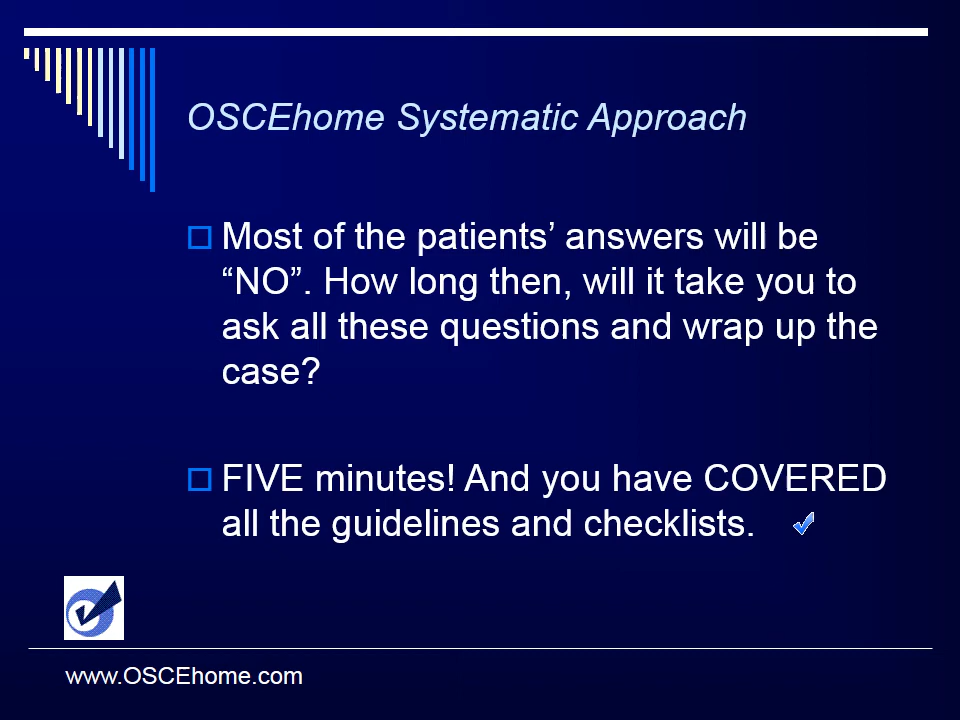 OSCEhome Systematic Approach
Most of the patients’ answers will be
“NO”. How long then, will it take you to
ask all these questions and wrap up the
case?
FIVE minutes! And you have COVERED
all the guidelines and checklists.
www.OSCEhome.com